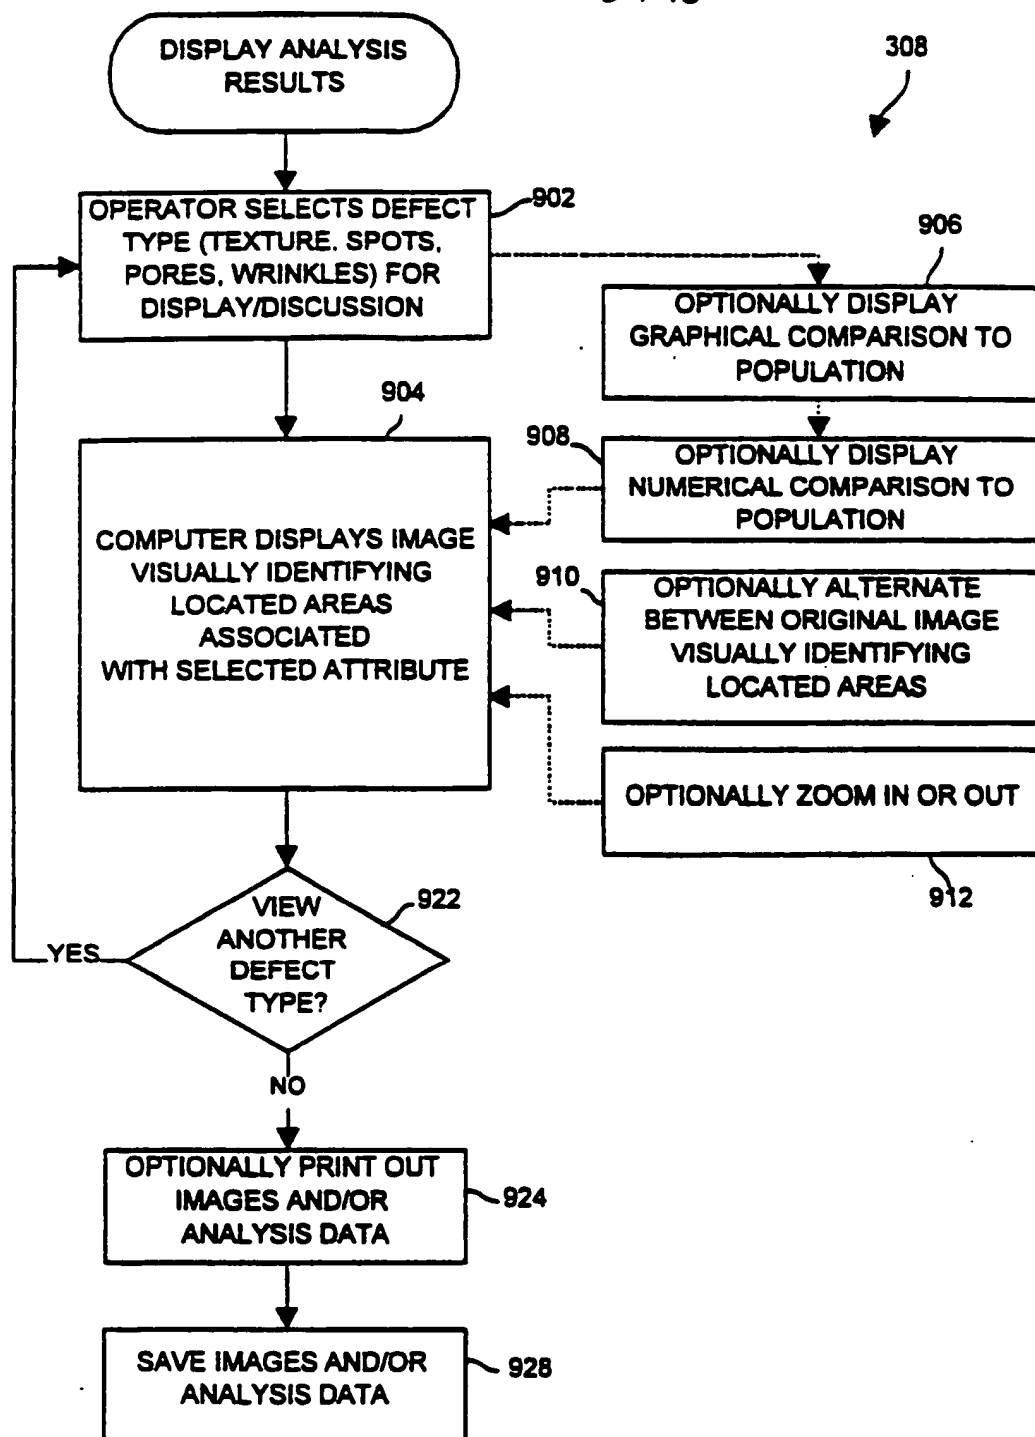 DISPLAY ANALYSIS
RESULTS
308
OPERATOR SELECTS DEFECT
TYPE (TEXTURE. SPOTS,
PORES, WRINKLES) FOR
DISPLAY/DISCUSSION
902
906
OPTIONALLY DISPLAY
GRAPHICAL COMPARISON TO
POPULATION
904
COMPUTER DISPLAYS IMAGE
VISUALLY IDENTIFYING
LOCATED AREAS
ASSOCIATED
WITH SELECTED ATTRIBUTE
908
OPTIONALLY DISPLAY
NUMERICAL COMPARISON TO
POPULATION
910
OPTIONALLY ALTERNATE
BETWEEN ORIGINAL IMAGE
VISUALLY IDENTIFYING
LOCATED AREAS
OPTIONALLY ZOOM IN OR OUT
912
VIEW
ANOTHER
DEFECT
TYPE?
922
YES
NO
OPTIONALLY PRINT OUT
IMAGES AND/OR
ANALYSIS DATA
924
SAVE IMAGES AND/OR
ANALYSIS DATA
928